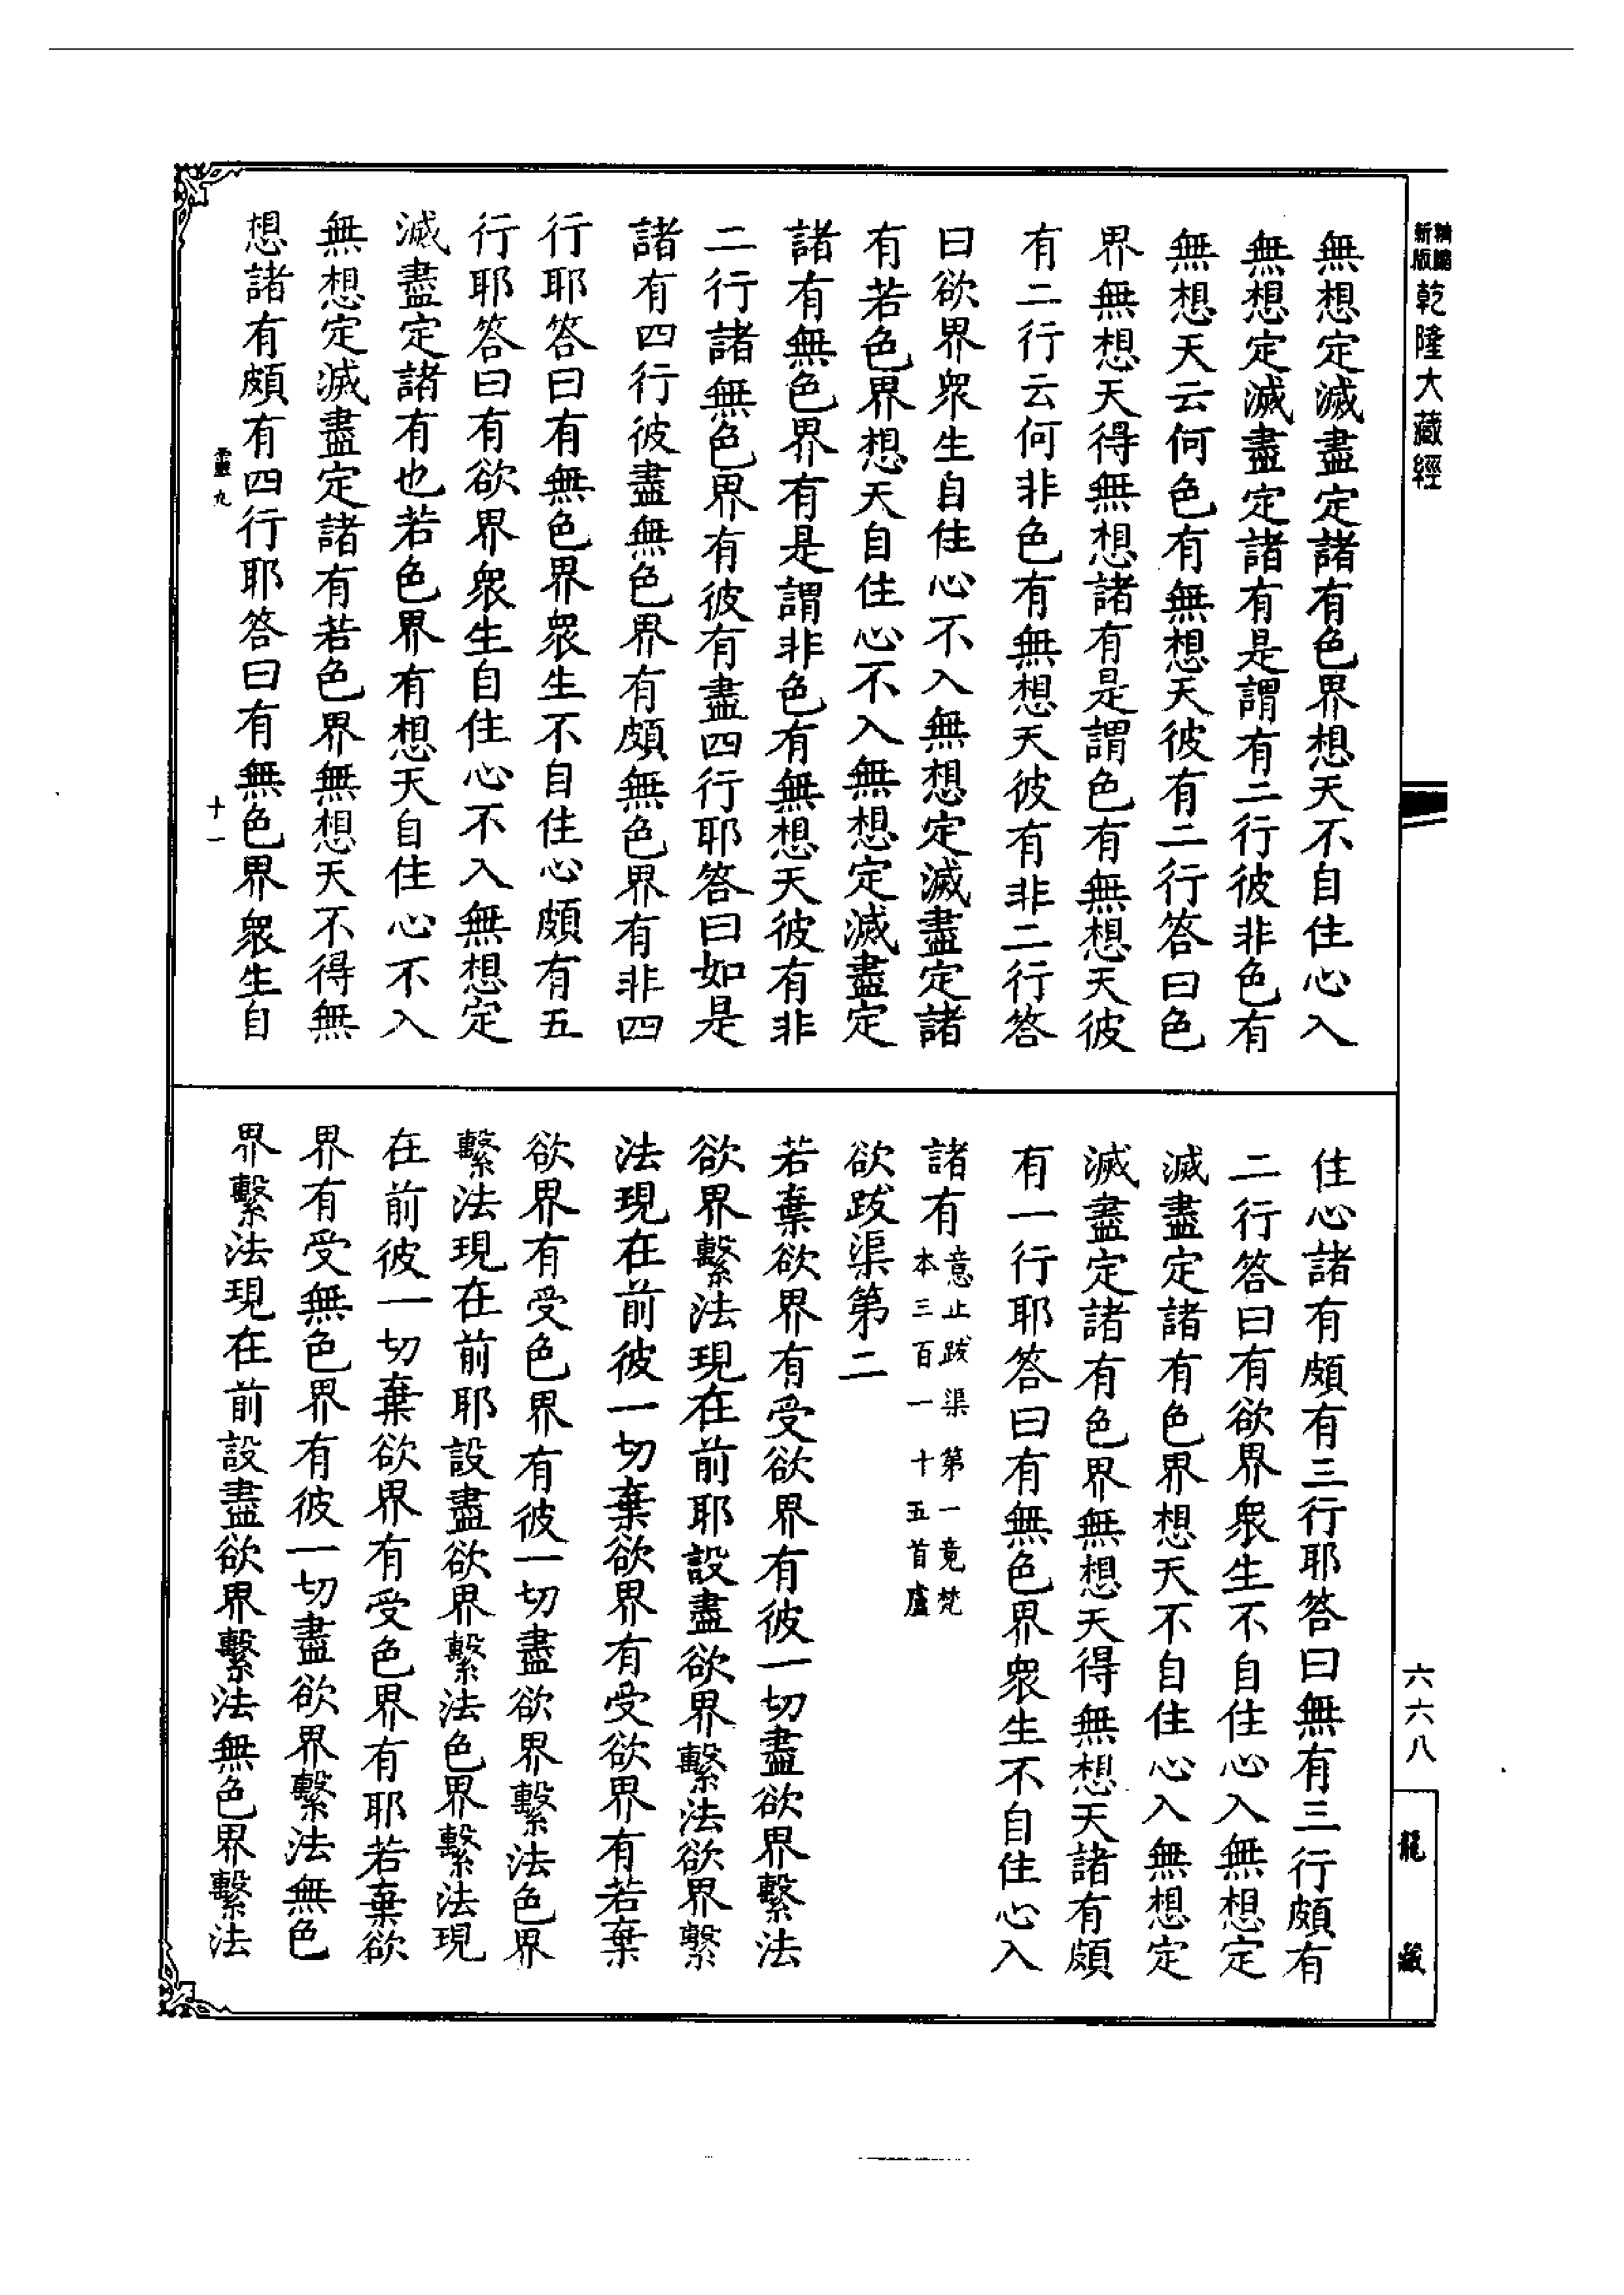 精鵰
新版
乾隆大藏經
無想定滅盡定諸有色界想天不自住心入
無想定滅盡定諸有是謂有二行彼非色有
無想天云何色有無想天彼有二行答曰色
界無想天得無想諸有是謂色有無想天彼
有二行云何非色有無想天彼有非二行答
曰欲界衆生自住心不入無想定滅盡定諸
有若色界想天自住心不入無想定滅盡定
諸有無色界有是謂非色有無想天彼有非
二行諸無色界有彼有盡四行耶答曰如是
諸有四行彼盡無色界有頗無色界有非四
行耶答曰有無色界衆生不自住心頗有五
行耶答曰有欲界衆生自住心不入無想定
滅盡定諸有也若色界有想天自住心不入
無想定滅盡定諸有若色界無想天不得無
想諸有頗有四行耶答曰有無色界衆生自
靈九
十一
住心諸有頗有三行耶答曰無有三行頗有
二行答曰有欲界衆生不自住心入無想定
滅盡定諸有色界想天不自住心入無想定
滅盡定諸有色界無想天得無想天諸有頗
有一行耶答曰有無色界衆生不自住心入
諸有意止跋渠第一竟梵
本三百一十五首盧
欲跋渠第二
若棄欲界有受欲界有彼一切盡欲界繫法
欲界繫法現在前耶設盡欲界繫法欲界繫
法現在前彼一切棄欲界有受欲界有若棄
欲界有受色界有彼一切盡欲界繫法色界
繫法現在前耶設盡欲界繫法色界繫法現
在前彼一切棄欲界有受色界有耶若棄欲
界有受無色界有彼一切盡欲界繫法無色
界繫法現在前設盡欲界繫法無色界繫法
六六八
龍藏